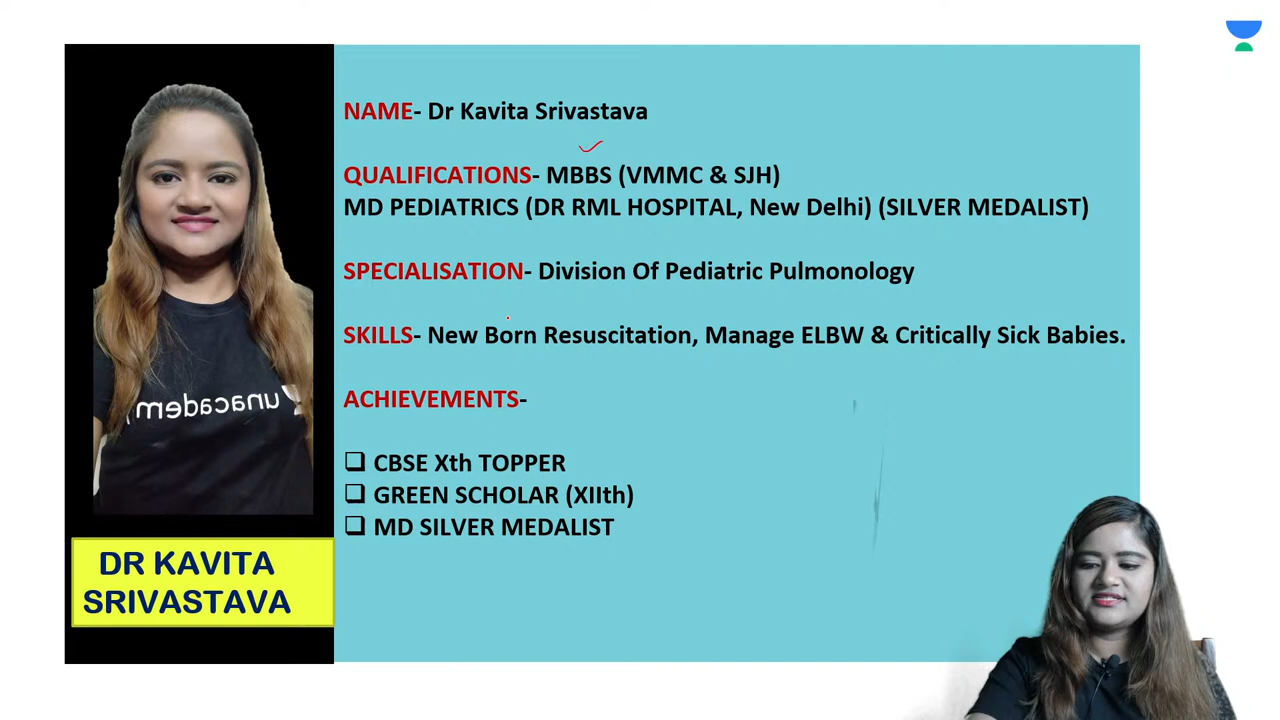 NAME- Dr Kavita Srivastava
QUALIFICATIONS- MBBS (VMMC & SJH)
MD PEDIATRICS (DR RML HOSPITAL, New Delhi) (SILVER MEDALIST)
SPECIALISATION- Division Of Pediatric Pulmonology
SKILLS- New Born Resuscitation, Manage ELBW & Critically Sick Babies.
ACHIEVEMENTS-
CBSE Xth TOPPER
GREEN SCHOLAR (XIIth)
MD SILVER MEDALIST
unacadem
DR KAVITA
SRIVASTAVA